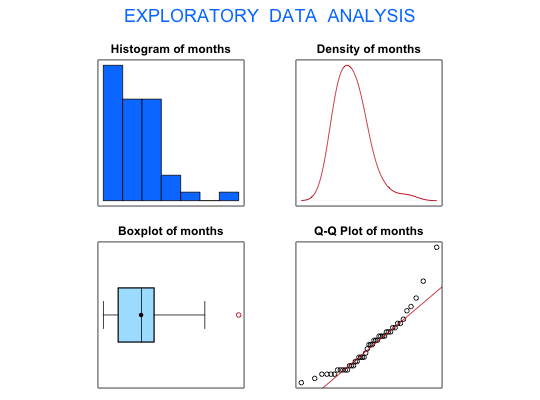 EXPLORATORY DATA ANALYSIS
Histogram of months
Density of months
Boxplot of months
Q-Q Plot of months